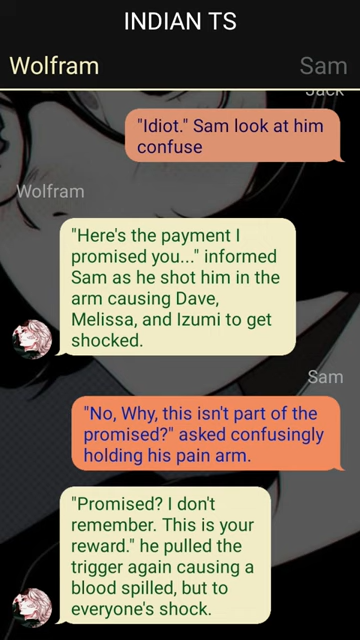 INDIAN TS
Wolfram
Sam
Jack
"Idiot." Sam look at him
confuse
Wolfram
"Here's the payment I
promised you..." informed
Sam as he shot him in the
arm causing Dave,
Melissa, and Izumi to get
shocked.
Sam
"No, Why, this isn't part of the
promised?" asked confusingly
holding his pain arm.
"Promised? I don't
remember. This is your
reward." he pulled the
trigger again causing a
blood spilled, but to
everyone's shock.